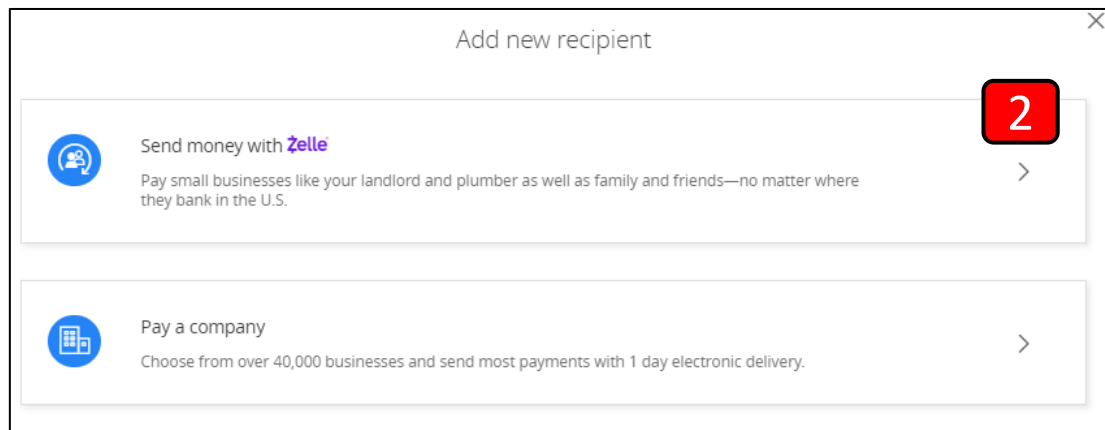 Add new recipient
2
Send money with Zelle
Pay small businesses like your landlord and plumber as well as family and friends—no matter where
they bank in the U.S.
Pay a company
Choose from over 40,000 businesses and send most payments with 1 day electronic delivery.